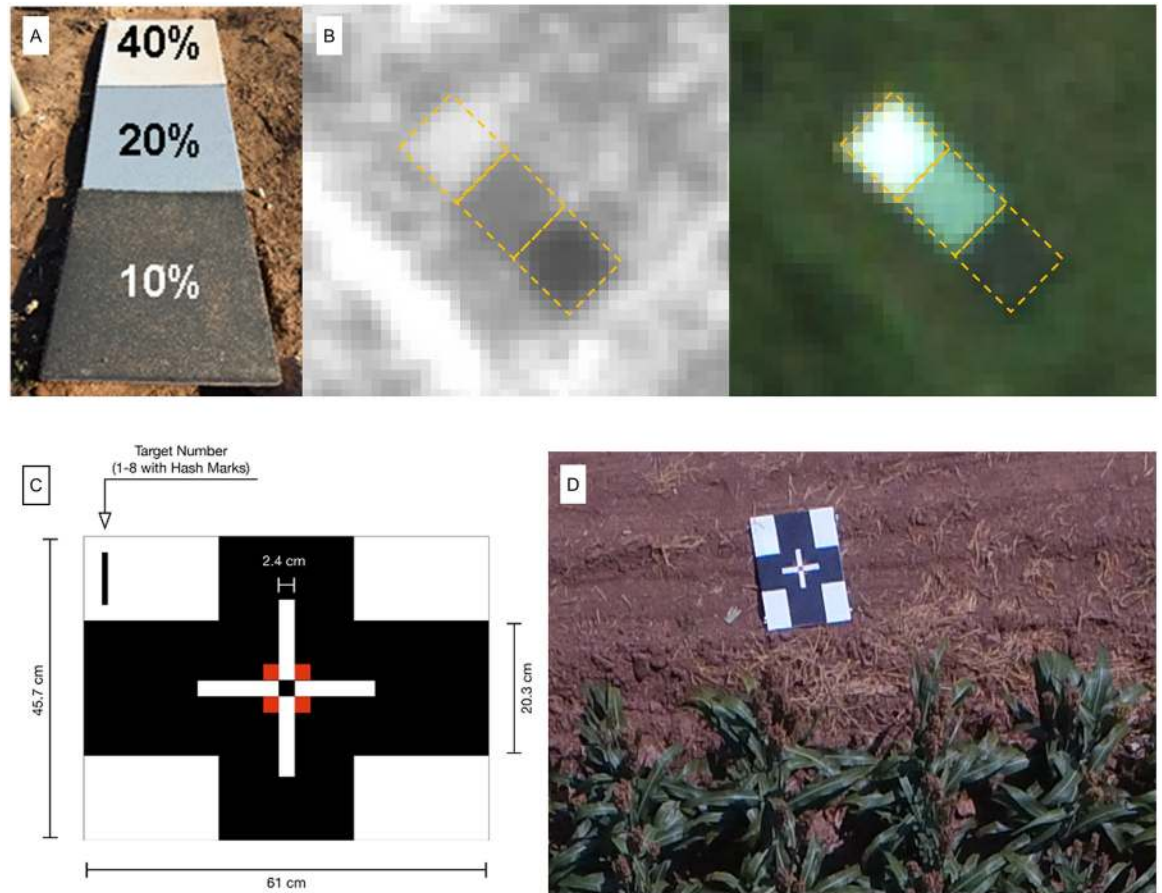 A
40%
20%
10%
B
Target Number
(1-8 with Hash Marks)
C
2.4 cm
45.7 cm
20.3 cm
61 cm
D